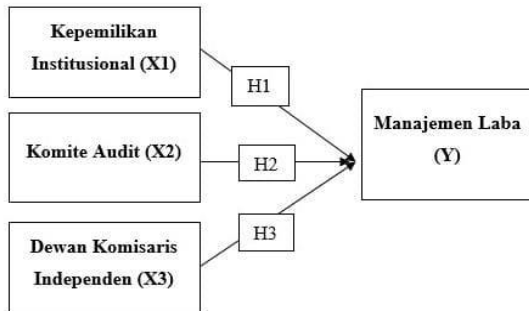 Kepemilikan
Institusional (X1)
H1
Komite Audit (X2)
H2
Manajemen Laba
(Y)
Dewan Komisaris
Independen (X3)
H3